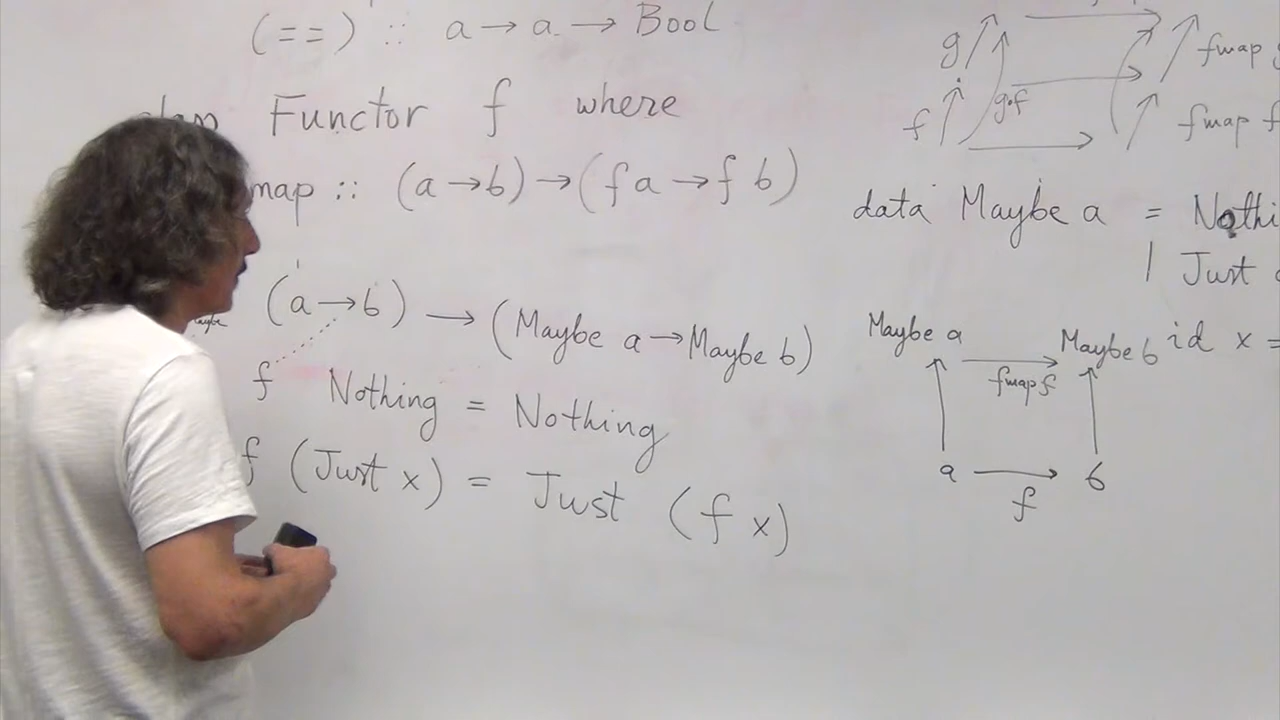 (==) :: a → a → Bool
class Functor f where
map :: (a → b) → (f a → f b)
(a → b) → (Maybe a → Maybe b)
f Nothing = Nothing
f (Just x) = Just (f x)
g
fmap g
f
g∘f
fmap f
data Maybe a = Nothi
| Just
Maybe a
Maybe b
id x =
fmap f
a
b
f